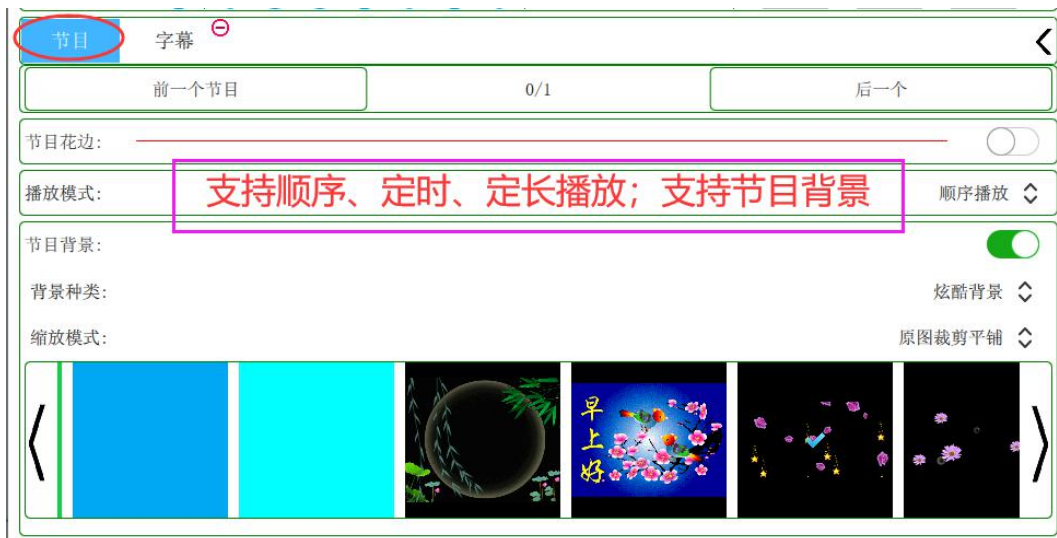 节目 字幕
前一个节目 0/1 后一个
节目花边:
播放模式: 支持顺序、定时、定长播放；支持节目背景 顺序播放
节目背景:
背景种类: 炫酷背景
缩放模式: 原图裁剪平铺
早上好